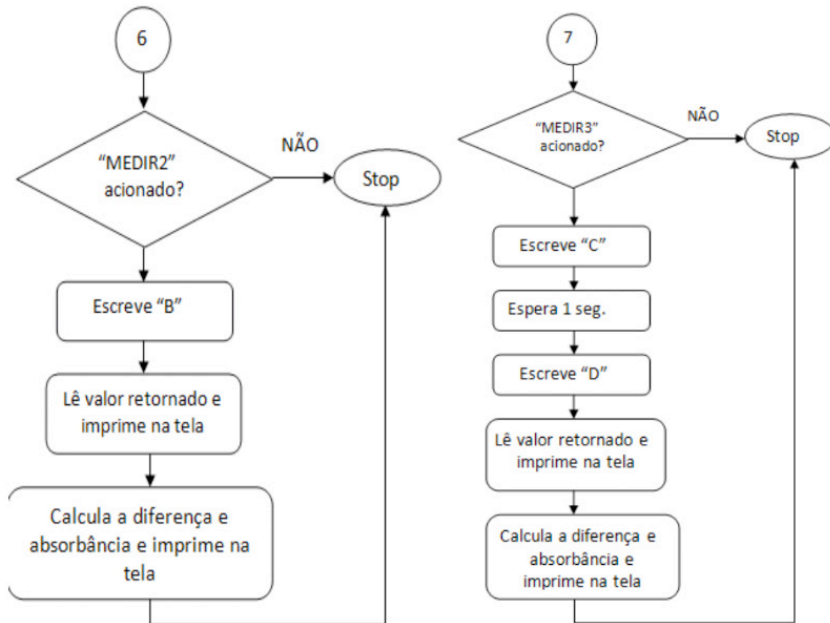 6
“MEDIR2”
acionado?
NÃO
Stop
Escreve “B”
Lê valor retornado e
imprime na tela
Calcula a diferença e
absorbância e imprime na
tela
7
“MEDIR3”
acionado?
NÃO
Stop
Escreve “C”
Espera 1 seg.
Escreve “D”
Lê valor retornado e
imprime na tela
Calcula a diferença e
absorbância e
imprime na tela